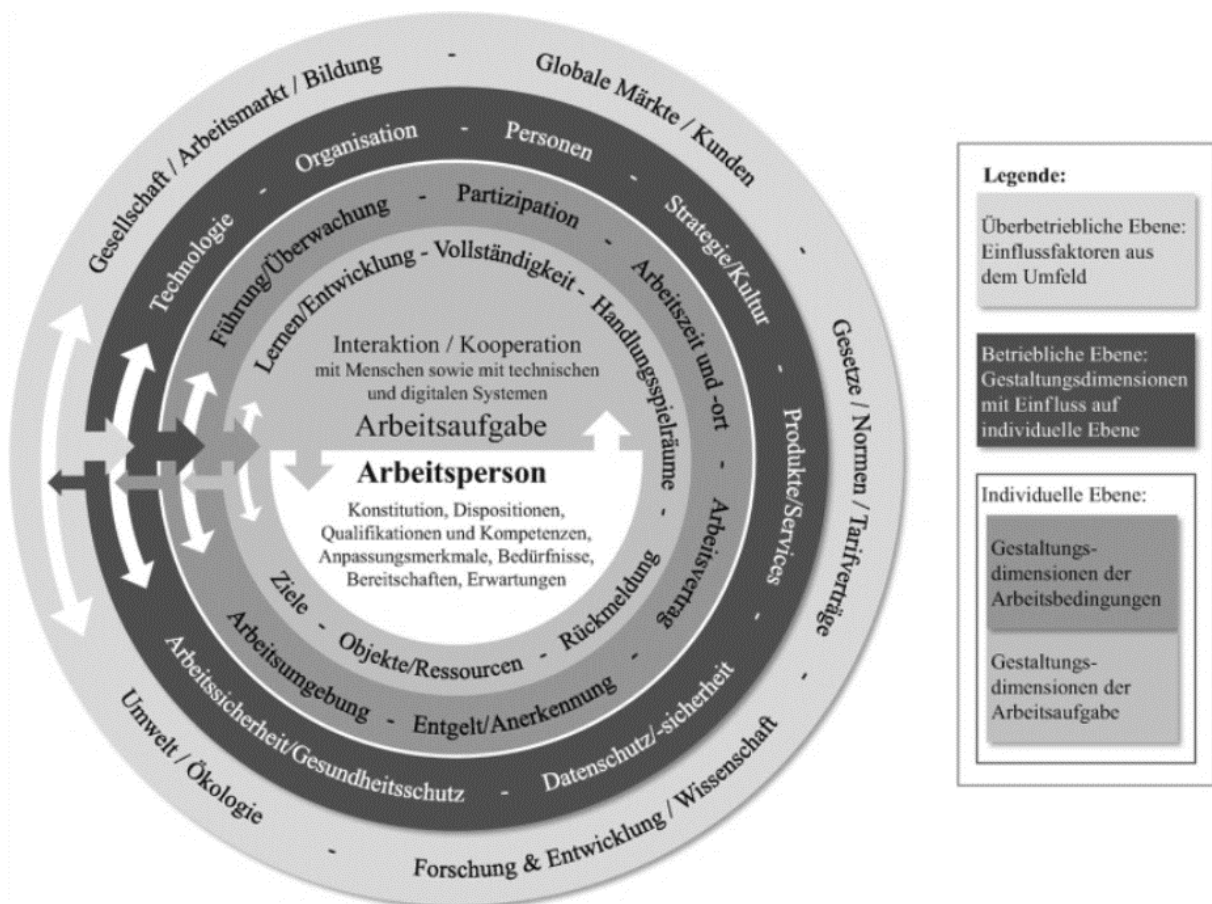 Gesellschaft / Arbeitsmarkt / Bildung - Globale Märkte / Kunden - Gesetze / Normen / Tarifverträge - Forschung & Entwicklung / Wissenschaft - Umwelt / Ökologie
Technologie - Organisation - Personen - Strategie/Kultur - Produkte/Services - Datenschutz/-sicherheit - Arbeitssicherheit/Gesundheitsschutz
Führung/Überwachung - Partizipation - Arbeitszeit und -ort - Arbeitsvertrag - Entgelt/Anerkennung - Arbeitsumgebung
Lernen/Entwicklung - Vollständigkeit - Handlungsspielräume - Rückmeldung - Objekte/Ressourcen - Ziele
Interaktion / Kooperation
mit Menschen sowie mit technischen
und digitalen Systemen
Arbeitsaufgabe
Arbeitsperson
Konstitution, Dispositionen,
Qualifikationen und Kompetenzen,
Anpassungsmerkmale, Bedürfnisse,
Bereitschaften, Erwartungen
Legende:
Überbetriebliche Ebene:
Einflussfaktoren aus
dem Umfeld
Betriebliche Ebene:
Gestaltungsdimensionen
mit Einfluss auf
individuelle Ebene
Individuelle Ebene:
Gestaltungs-
dimensionen der
Arbeitsbedingungen
Gestaltungs-
dimensionen der
Arbeitsaufgabe